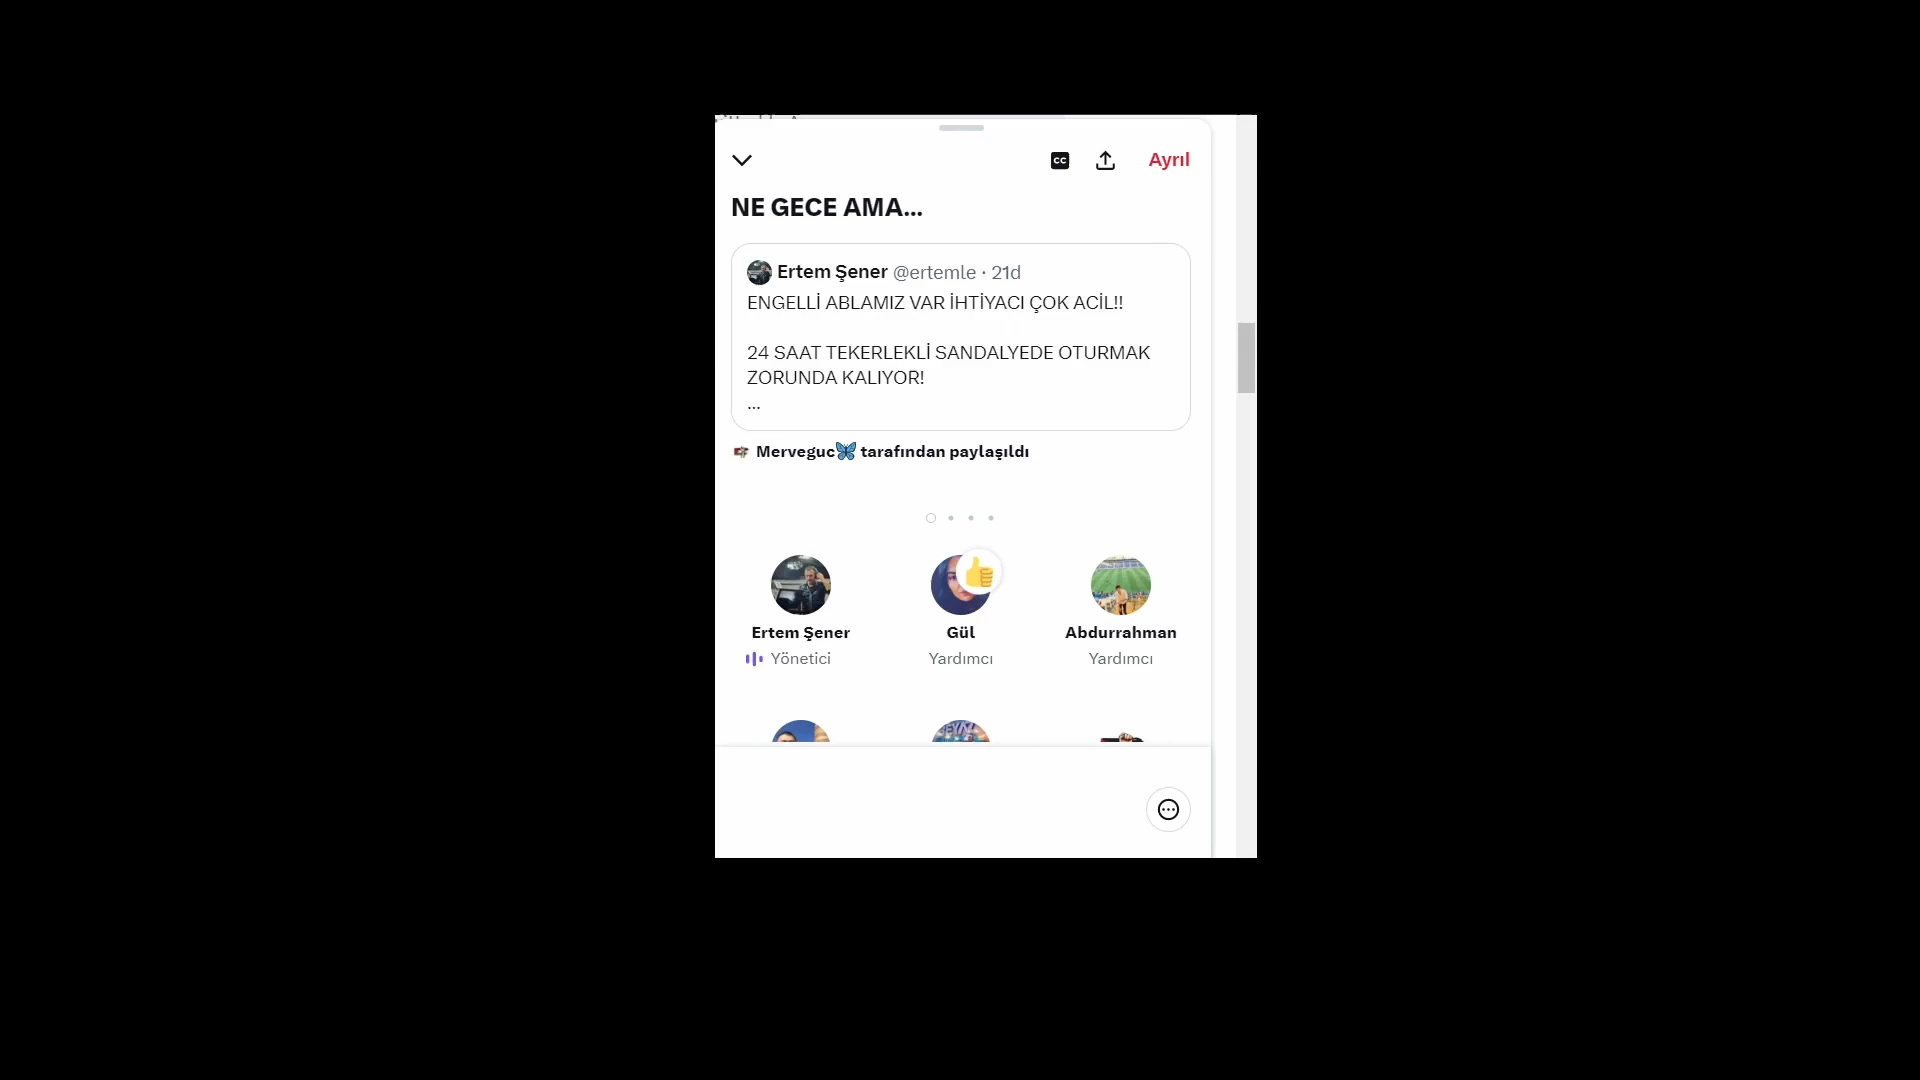 CC
Ayrıl
NE GECE AMA...
Ertem Şener @ertemle · 21d
ENGELLİ ABLAMIZ VAR İHTİYACI ÇOK ACİL!!
24 SAAT TEKERLEKLİ SANDALYEDE OTURMAK
ZORUNDA KALIYOR!
...
Merveguc🦋 tarafından paylaşıldı
Ertem Şener
Gül
Abdurrahman
Yönetici
Yardımcı
Yardımcı